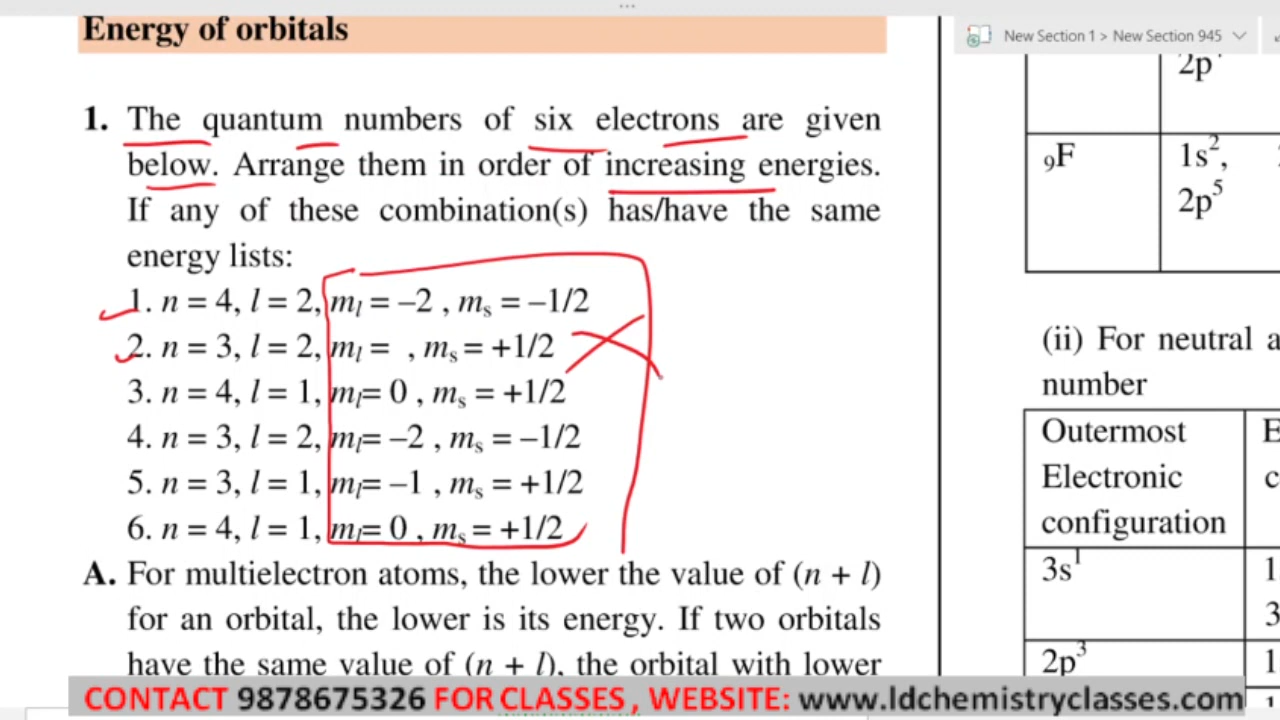 Energy of orbitals
1. The quantum numbers of six electrons are given
below. Arrange them in order of increasing energies.
If any of these combination(s) has/have the same
energy lists:
1. n = 4, l = 2, mₗ = –2 , mₛ = –1/2
2. n = 3, l = 2, mₗ = , mₛ = +1/2
3. n = 4, l = 1, mₗ= 0 , mₛ = +1/2
4. n = 3, l = 2, mₗ= –2 , mₛ = –1/2
5. n = 3, l = 1, mₗ= –1 , mₛ = +1/2
6. n = 4, l = 1, mₗ= 0 , mₛ = +1/2
A. For multielectron atoms, the lower the value of (n + l)
for an orbital, the lower is its energy. If two orbitals
have the same value of (n + l), the orbital with lower
New Section 1 > New Section 945
2p
₉F
1s²,
2p⁵
(ii) For neutral a
number
Outermost E
Electronic c
configuration
3s¹ 1
3
2p³ 1
CONTACT 9878675326 FOR CLASSES , WEBSITE: www.ldchemistryclasses.com